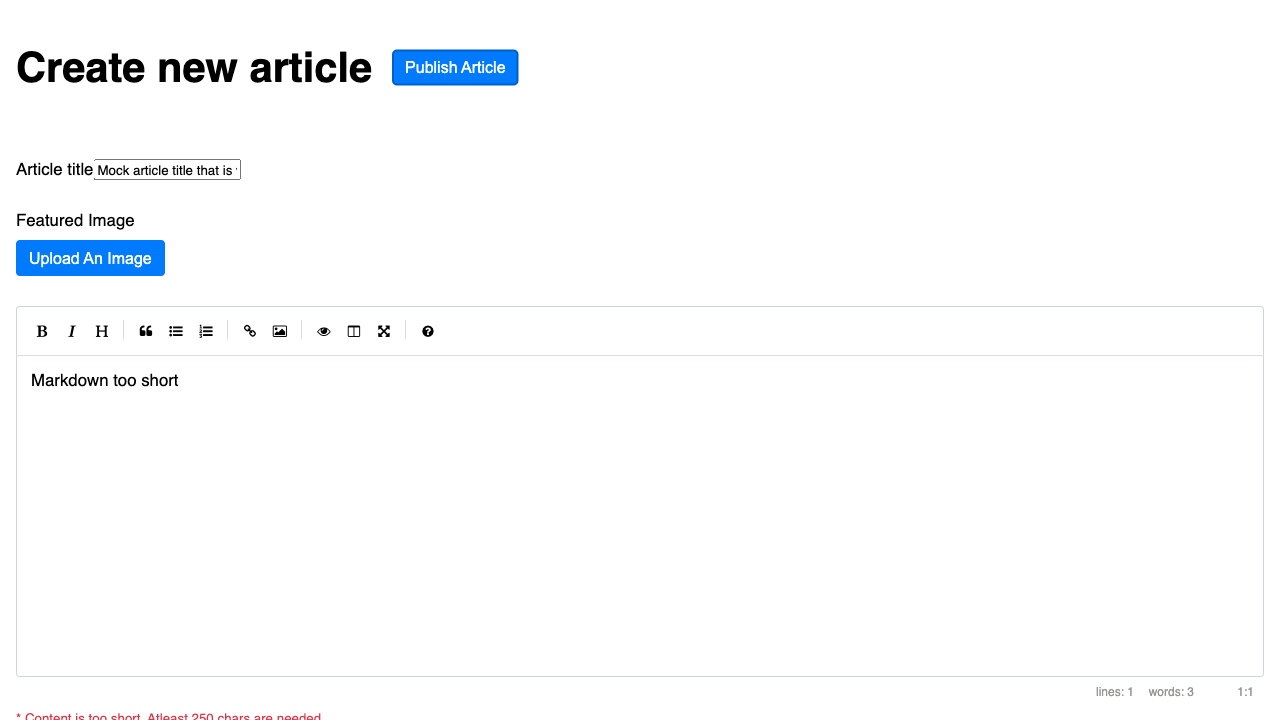 Create new article
Publish Article
Article title
Mock article title that is
Featured Image
Upload An Image
B I H
Markdown too short
lines: 1 words: 3 1:1
* Content is too short. Atleast 250 chars are needed